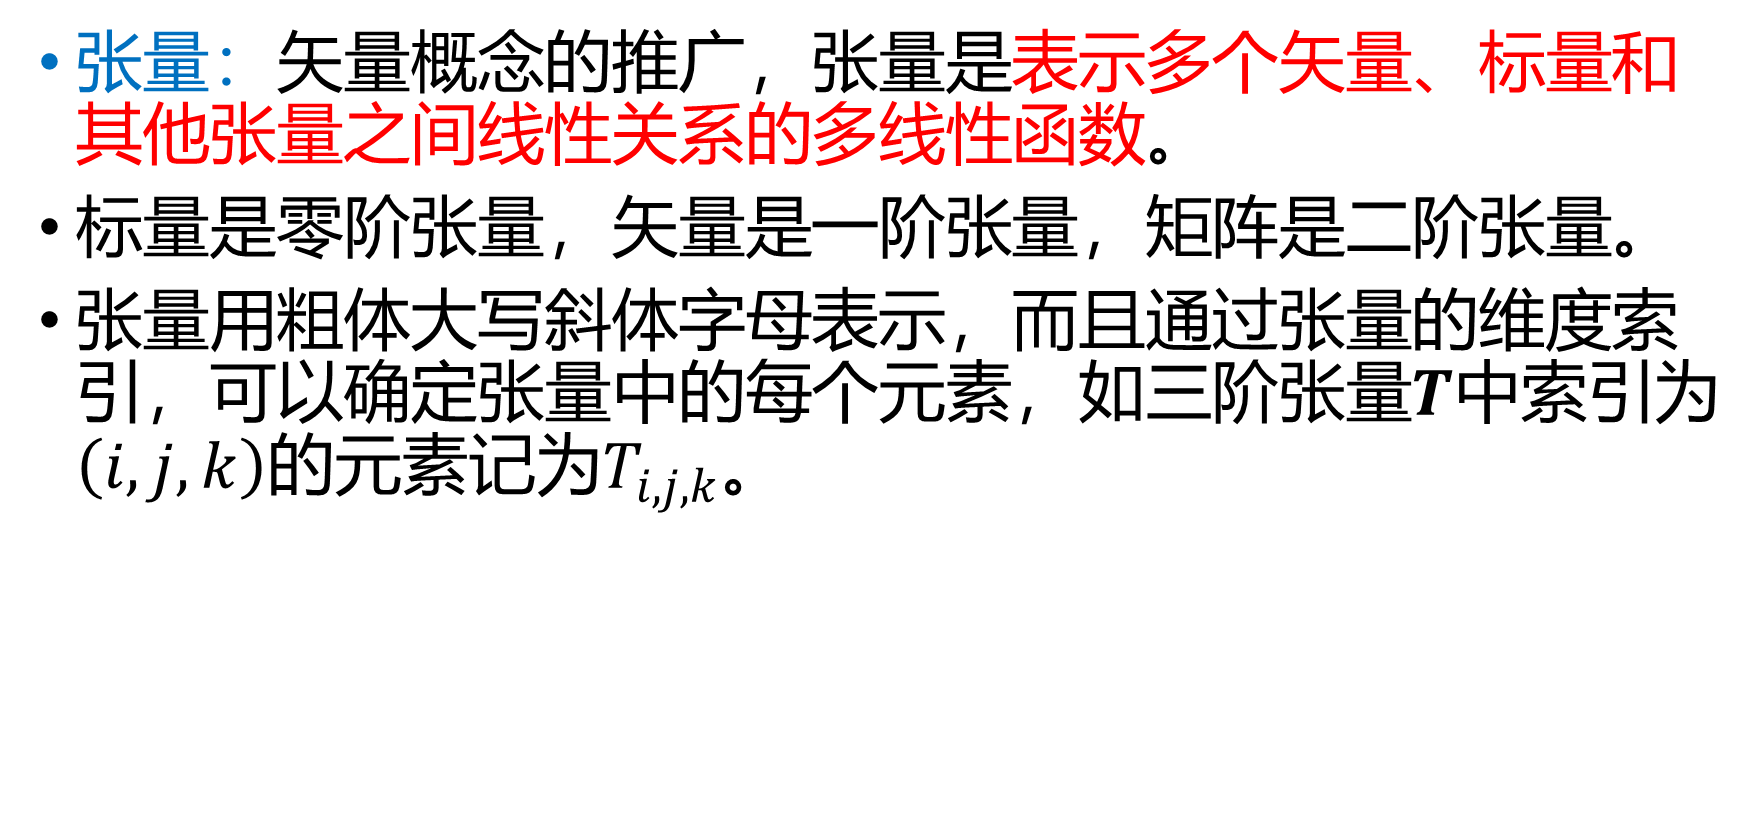 • 张量：矢量概念的推广，张量是表示多个矢量、标量和
其他张量之间线性关系的多线性函数。
• 标量是零阶张量，矢量是一阶张量，矩阵是二阶张量。
• 张量用粗体大写斜体字母表示，而且通过张量的维度索
引，可以确定张量中的每个元素，如三阶张量T中索引为
(i, j, k)的元素记为T_{i,j,k}。